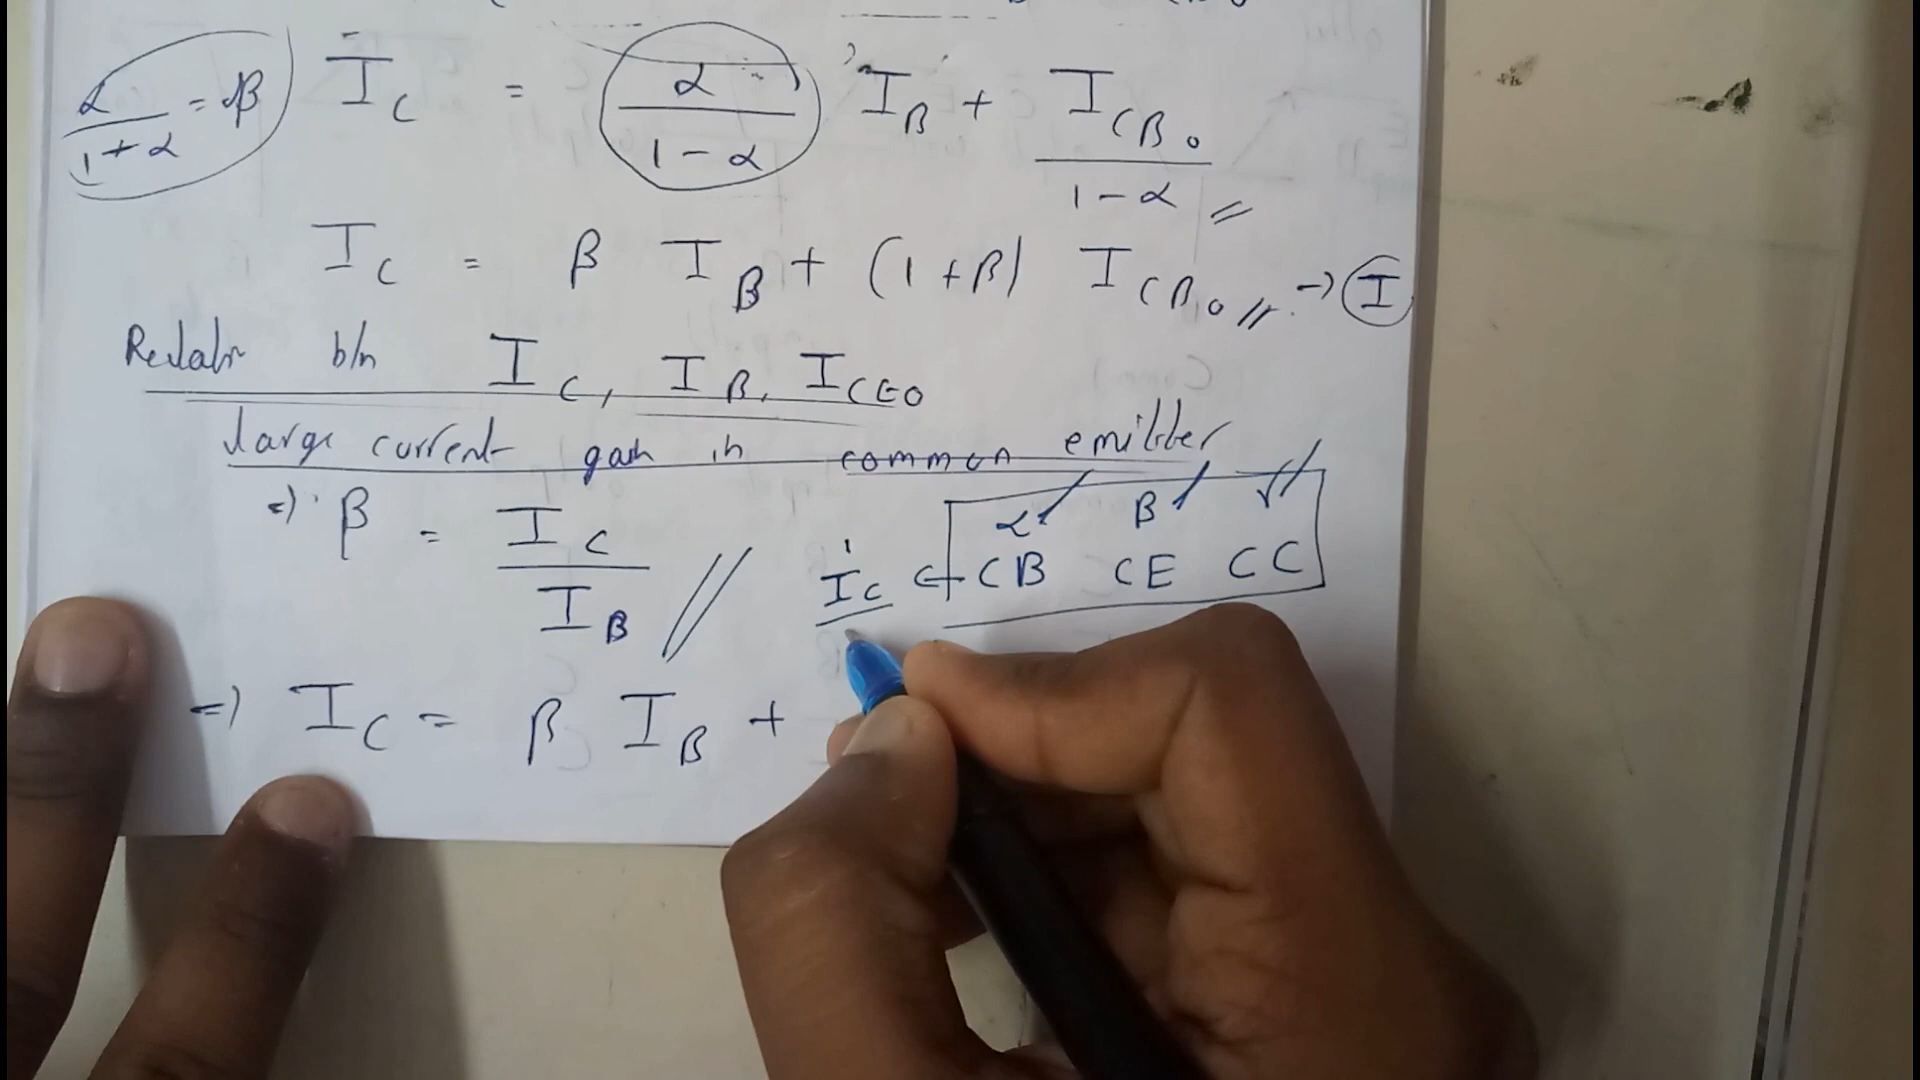 α/(1+α) = β I_C = α/(1-α) I_B + I_CBo/(1-α) //
I_C = β I_B + (1+β) I_CBo // → I
b/n I_C, I_B, I_CEO
large current gain in common emitter
⇒ β = I_C/I_B //
α β γ
I_C CB CE CC
⇒ I_C = β I_B +